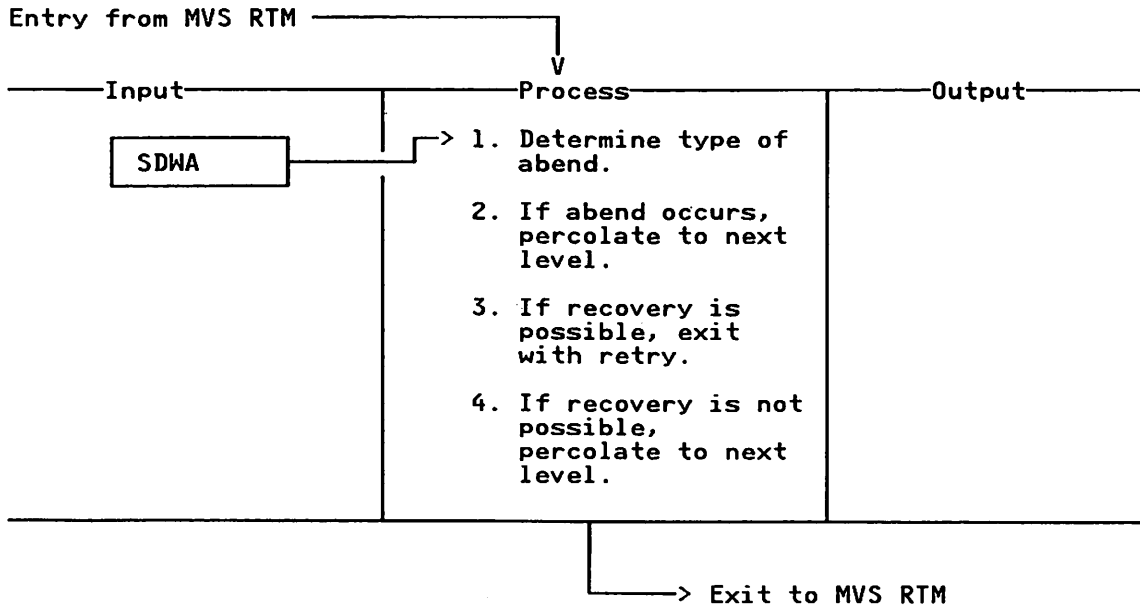 Entry from MVS RTM
Input
Process
Output
SDWA
1. Determine type of
abend.
2. If abend occurs,
percolate to next
level.
3. If recovery is
possible, exit
with retry.
4. If recovery is not
possible,
percolate to next
level.
Exit to MVS RTM